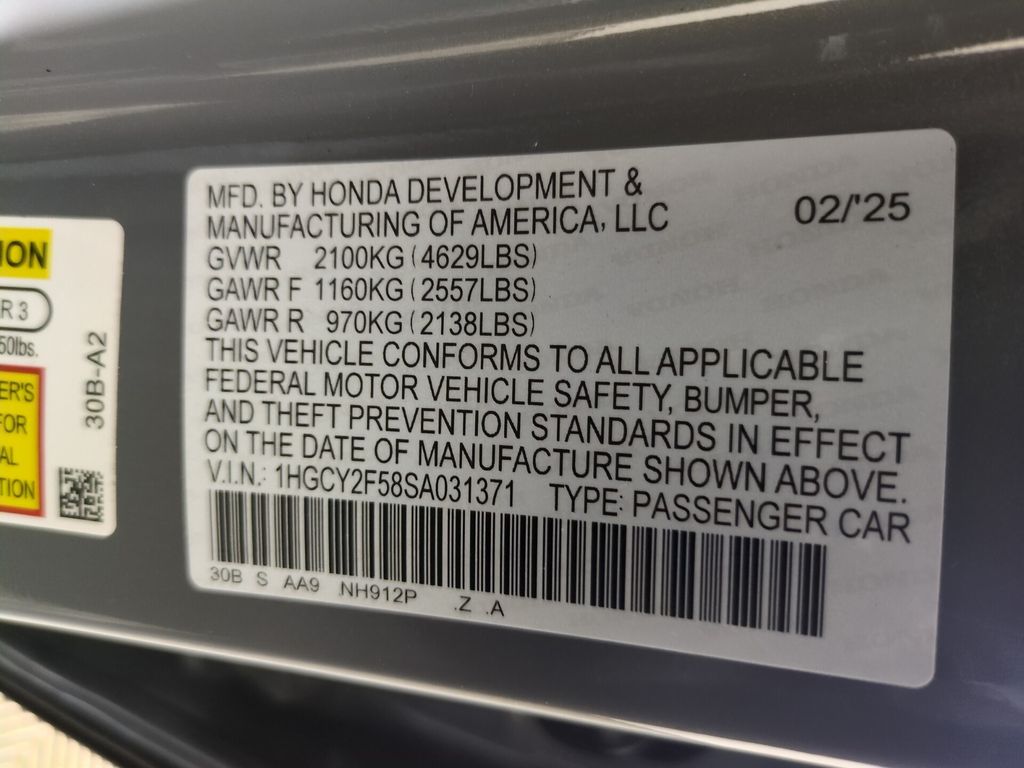 MFD. BY HONDA DEVELOPMENT &
MANUFACTURING OF AMERICA, LLC
02/'25
GVWR 2100KG (4629LBS)
GAWR F 1160KG (2557LBS)
GAWR R 970KG (2138LBS)
THIS VEHICLE CONFORMS TO ALL APPLICABLE
FEDERAL MOTOR VEHICLE SAFETY, BUMPER,
AND THEFT PREVENTION STANDARDS IN EFFECT
ON THE DATE OF MANUFACTURE SHOWN ABOVE.
V.I.N.: 1HGCY2F58SA031371 TYPE: PASSENGER CAR
30B S AA9 NH912P .Z .A
ION
R 3
50lbs.
ER'S
FOR
AL
TION
30B-A2